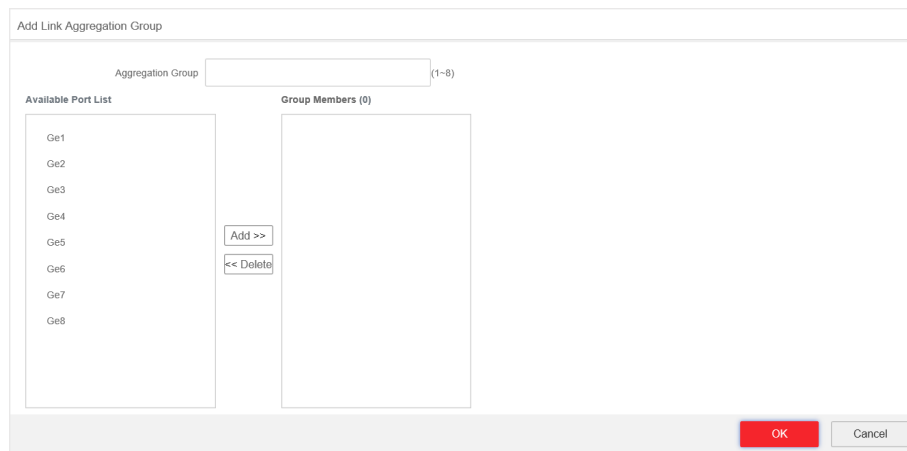 Add Link Aggregation Group
Aggregation Group (1~8)
Available Port List Group Members (0)
Ge1
Ge2
Ge3
Ge4
Ge5
Ge6
Ge7
Ge8
Add >>
<< Delete
OK Cancel